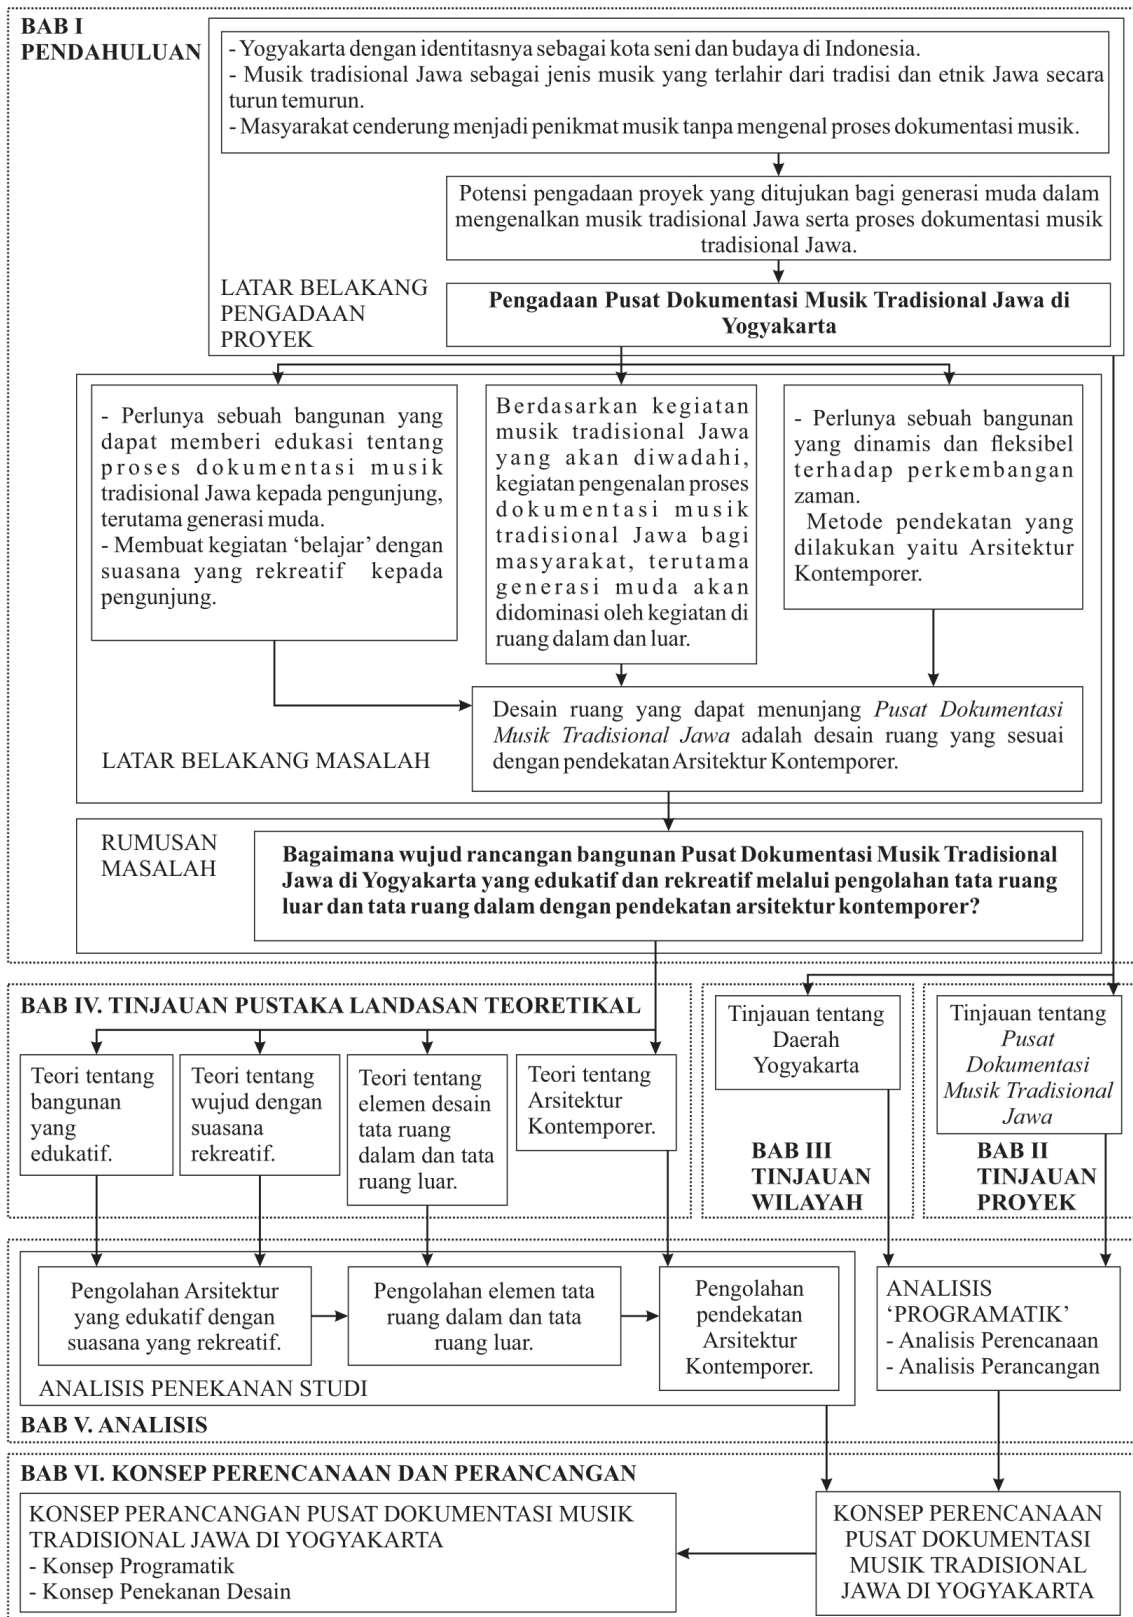 BAB I
PENDAHULUAN
- Yogyakarta dengan identitasnya sebagai kota seni dan budaya di Indonesia.
- Musik tradisional Jawa sebagai jenis musik yang terlahir dari tradisi dan etnik Jawa secara
turun temurun.
- Masyarakat cenderung menjadi penikmat musik tanpa mengenal proses dokumentasi musik.
Potensi pengadaan proyek yang ditujukan bagi generasi muda dalam
mengenalkan musik tradisional Jawa serta proses dokumentasi musik
tradisional Jawa.
LATAR BELAKANG
PENGADAAN
PROYEK
Pengadaan Pusat Dokumentasi Musik Tradisional Jawa di
Yogyakarta
- Perlunya sebuah bangunan yang
dapat memberi edukasi tentang
proses dokumentasi musik
tradisional Jawa kepada pengunjung,
terutama generasi muda.
- Membuat kegiatan ‘belajar’ dengan
suasana yang rekreatif kepada
pengunjung.
Berdasarkan kegiatan
musik tradisional Jawa
yang akan diwadahi,
kegiatan pengenalan proses
dokumentasi musik
tradisional Jawa bagi
masyarakat, terutama
generasi muda akan
didominasi oleh kegiatan di
ruang dalam dan luar.
- Perlunya sebuah bangunan
yang dinamis dan fleksibel
terhadap perkembangan
zaman.
Metode pendekatan yang
dilakukan yaitu Arsitektur
Kontemporer.
Desain ruang yang dapat menunjang Pusat Dokumentasi
Musik Tradisional Jawa adalah desain ruang yang sesuai
dengan pendekatan Arsitektur Kontemporer.
LATAR BELAKANG MASALAH
RUMUSAN
MASALAH
Bagaimana wujud rancangan bangunan Pusat Dokumentasi Musik Tradisional
Jawa di Yogyakarta yang edukatif dan rekreatif melalui pengolahan tata ruang
luar dan tata ruang dalam dengan pendekatan arsitektur kontemporer?
BAB IV. TINJAUAN PUSTAKA LANDASAN TEORETIKAL
Teori tentang
bangunan
yang
edukatif.
Teori tentang
wujud dengan
suasana
rekreatif.
Teori tentang
elemen desain
tata ruang
dalam dan tata
ruang luar.
Teori tentang
Arsitektur
Kontemporer.
Tinjauan tentang
Daerah
Yogyakarta
BAB III
TINJAUAN
WILAYAH
Tinjauan tentang
Pusat
Dokumentasi
Musik Tradisional
Jawa
BAB II
TINJAUAN
PROYEK
Pengolahan Arsitektur
yang edukatif dengan
suasana yang rekreatif.
Pengolahan elemen tata
ruang dalam dan tata
ruang luar.
Pengolahan
pendekatan
Arsitektur
Kontemporer.
ANALISIS
‘PROGRAMATIK’
- Analisis Perencanaan
- Analisis Perancangan
ANALISIS PENEKANAN STUDI
BAB V. ANALISIS
BAB VI. KONSEP PERENCANAAN DAN PERANCANGAN
KONSEP PERANCANGAN PUSAT DOKUMENTASI MUSIK
TRADISIONAL JAWA DI YOGYAKARTA
- Konsep Programatik
- Konsep Penekanan Desain
KONSEP PERENCANAAN
PUSAT DOKUMENTASI
MUSIK TRADISIONAL
JAWA DI YOGYAKARTA